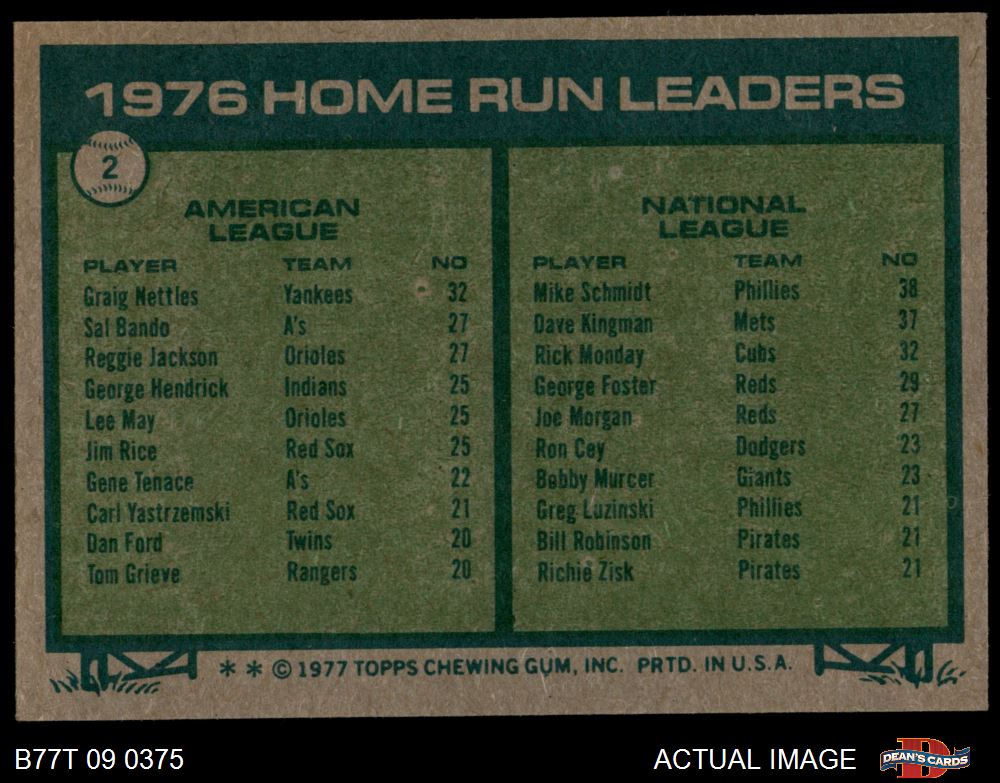 1976 HOME RUN LEADERS
2
AMERICAN
LEAGUE
PLAYER TEAM NO
Graig Nettles Yankees 32
Sal Bando A's 27
Reggie Jackson Orioles 27
George Hendrick Indians 25
Lee May Orioles 25
Jim Rice Red Sox 25
Gene Tenace A's 22
Carl Yastrzemski Red Sox 21
Dan Ford Twins 20
Tom Grieve Rangers 20
NATIONAL
LEAGUE
PLAYER TEAM NO
Mike Schmidt Phillies 38
Dave Kingman Mets 37
Rick Monday Cubs 32
George Foster Reds 29
Joe Morgan Reds 27
Ron Cey Dodgers 23
Bobby Murcer Giants 23
Greg Luzinski Phillies 21
Bill Robinson Pirates 21
Richie Zisk Pirates 21
* * © 1977 TOPPS CHEWING GUM, INC. PRTD. IN U.S.A.
B77T 09 0375
ACTUAL IMAGE
D
DEAN'S CARDS